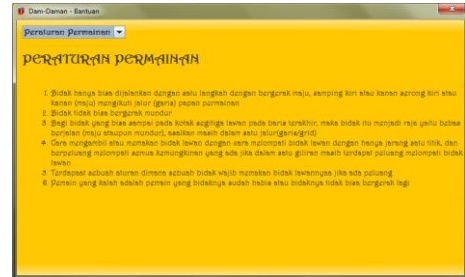 Dam-Daman - Bantuan
Peraturan Permainan
PERATURAN PERMAINAN
1. Bidak hanya bisa dijalankan dengan satu langkah dengan bergerak maju, samping kiri atau kanan serong kiri atau
kanan (maju) mengikuti jalur (garis) papan permainan
2. Bidak tidak bisa bergerak mundur
3. Bagi bidak yang bisa sampai pada kotak segitiga lawan pada baris terakhir, maka bidak itu menjadi raja yaitu bebas
berjalan (maju ataupun mundur), asalkan masih dalam satu jalur(garis/grid)
4. Cara mengambil atau memakan bidak lawan dengan cara melompati bidak lawan dengan hanya jarang satu titik, dan
berpeluang melompati semua kemungkinan yang ada jika dalam satu giliran masih terdapat peluang melompati bidak
lawan
5. Terdapat sebuah aturan dimana sebuah bidak wajib memakan bidak lawannya jika ada peluang
6. Pemain yang kalah adalah pemain yang bidaknya sudah habis atau bidaknya tidak bisa bergerak lagi